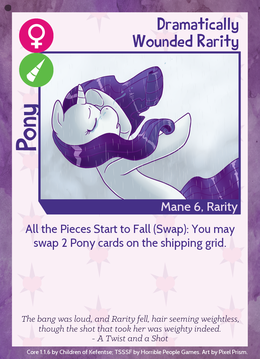 Dramatically
Wounded Rarity
Pony
Mane 6, Rarity
All the Pieces Start to Fall (Swap): You may
swap 2 Pony cards on the shipping grid.
The bang was loud, and Rarity fell, hair seeming weightless,
though the shot that took her was weighty indeed.
- A Twist and a Shot
Core 1.1.6 by Children of Kefentse; TSSSF by Horrible People Games. Art by Pixel Prism.